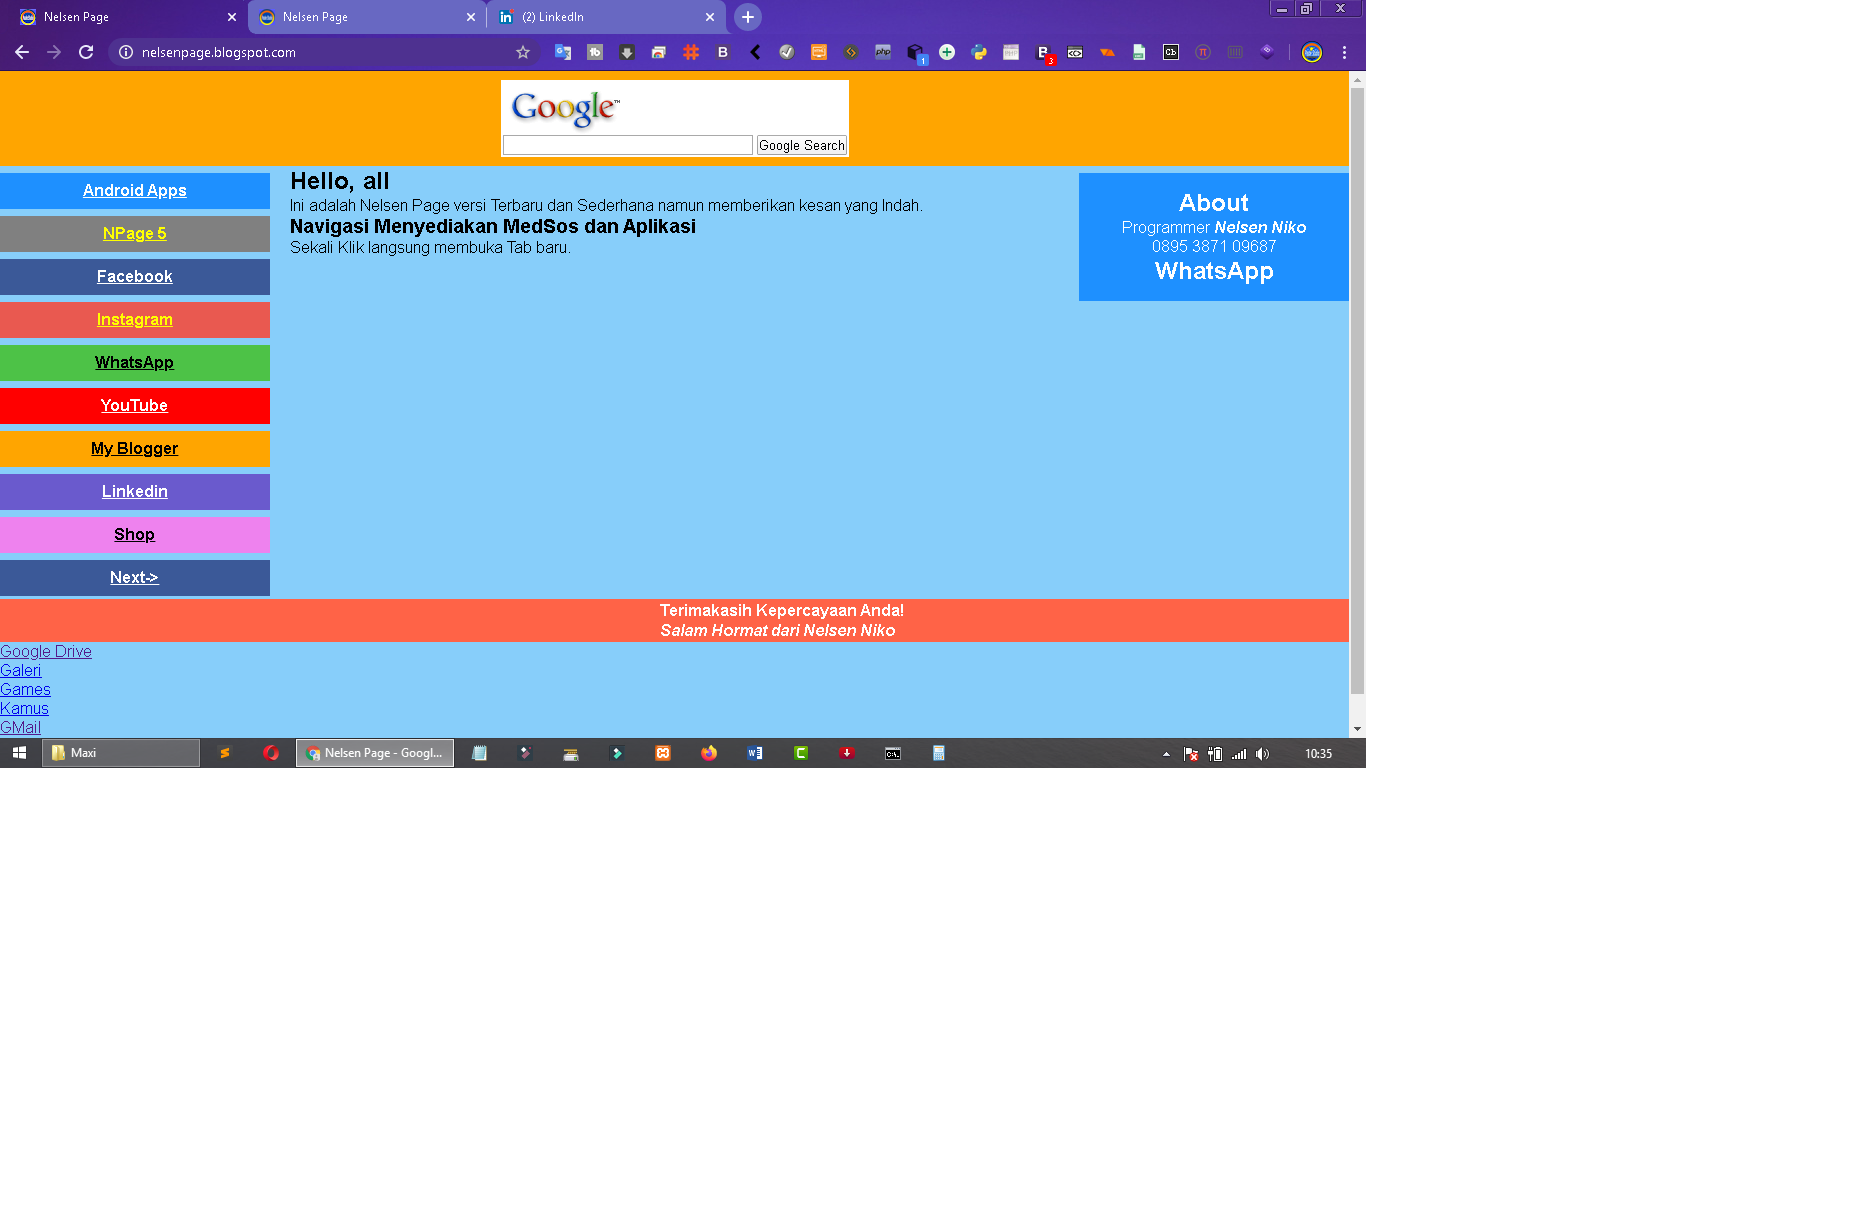 Nelsen Page
Nelsen Page
(2) LinkedIn
nelsenpage.blogspot.com
Google™
Google Search
Android Apps
NPage 5
Facebook
Instagram
WhatsApp
YouTube
My Blogger
Linkedin
Shop
Next->
Hello, all
Ini adalah Nelsen Page versi Terbaru dan Sederhana namun memberikan kesan yang Indah.
Navigasi Menyediakan MedSos dan Aplikasi
Sekali Klik langsung membuka Tab baru.
About
Programmer Nelsen Niko
0895 3871 09687
WhatsApp
Terimakasih Kepercayaan Anda!
Salam Hormat dari Nelsen Niko
Google Drive
Galeri
Games
Kamus
GMail
Maxi
Nelsen Page - Googl...
10:35